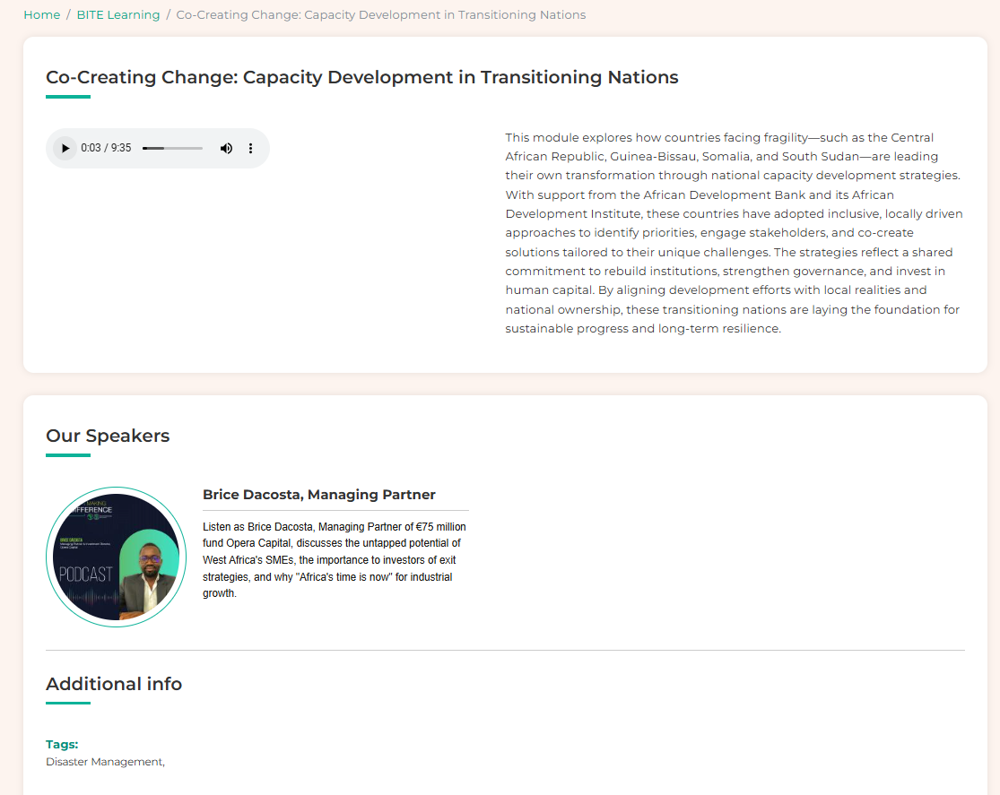 Home / BITE Learning / Co-Creating Change: Capacity Development in Transitioning Nations
Co-Creating Change: Capacity Development in Transitioning Nations
0:03 / 9:35
This module explores how countries facing fragility—such as the Central
African Republic, Guinea-Bissau, Somalia, and South Sudan—are leading
their own transformation through national capacity development strategies.
With support from the African Development Bank and its African
Development Institute, these countries have adopted inclusive, locally driven
approaches to identify priorities, engage stakeholders, and co-create
solutions tailored to their unique challenges. The strategies reflect a shared
commitment to rebuild institutions, strengthen governance, and invest in
human capital. By aligning development efforts with local realities and
national ownership, these transitioning nations are laying the foundation for
sustainable progress and long-term resilience.
Our Speakers
MAKING
IFFERENCE
PODCAST
Brice Dacosta, Managing Partner
Listen as Brice Dacosta, Managing Partner of €75 million
fund Opera Capital, discusses the untapped potential of
West Africa's SMEs, the importance to investors of exit
strategies, and why "Africa's time is now" for industrial
growth.
Additional info
Tags:
Disaster Management,